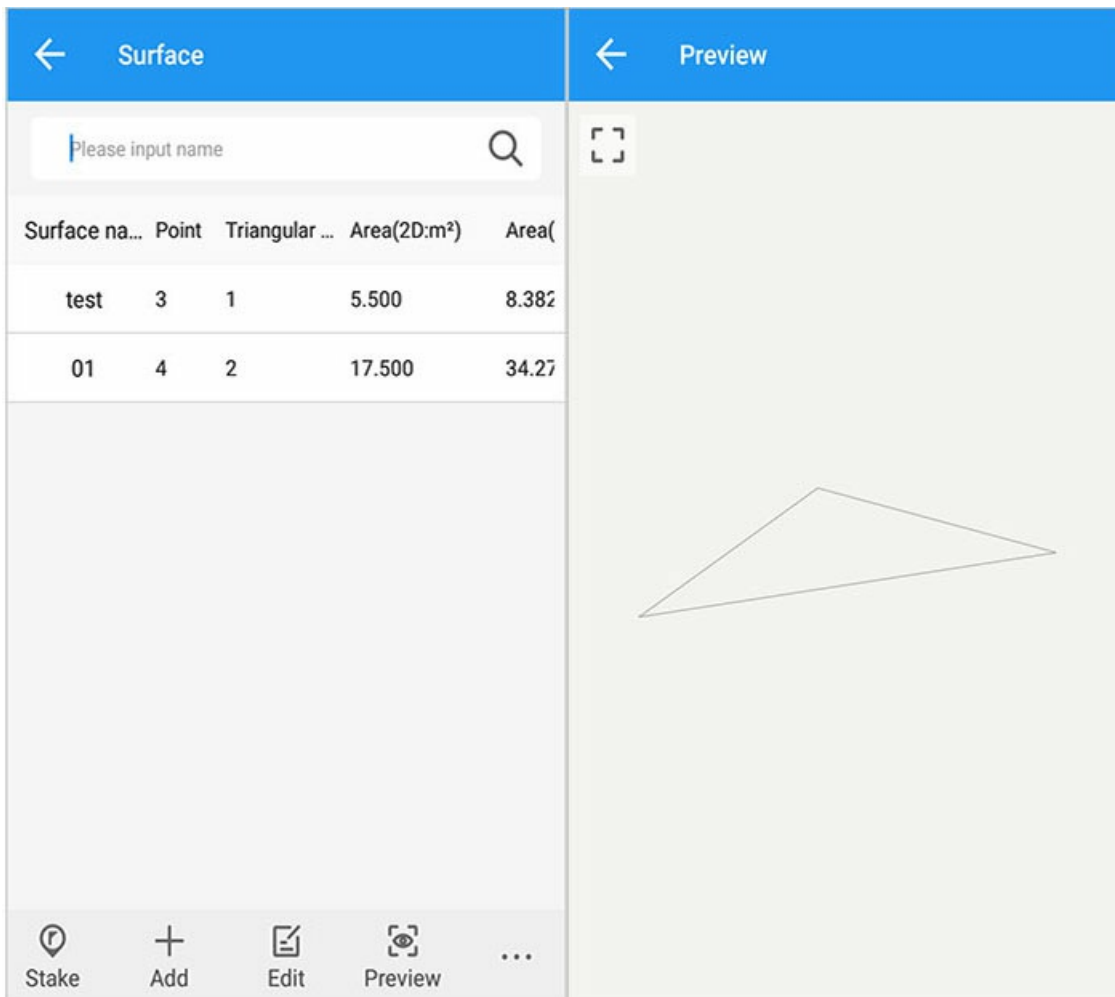 Surface
Please input name
Surface na... Point Triangular ... Area(2D:m²) Area(
test 3 1 5.500 8.382
01 4 2 17.500 34.27
Stake Add Edit Preview ...
Preview